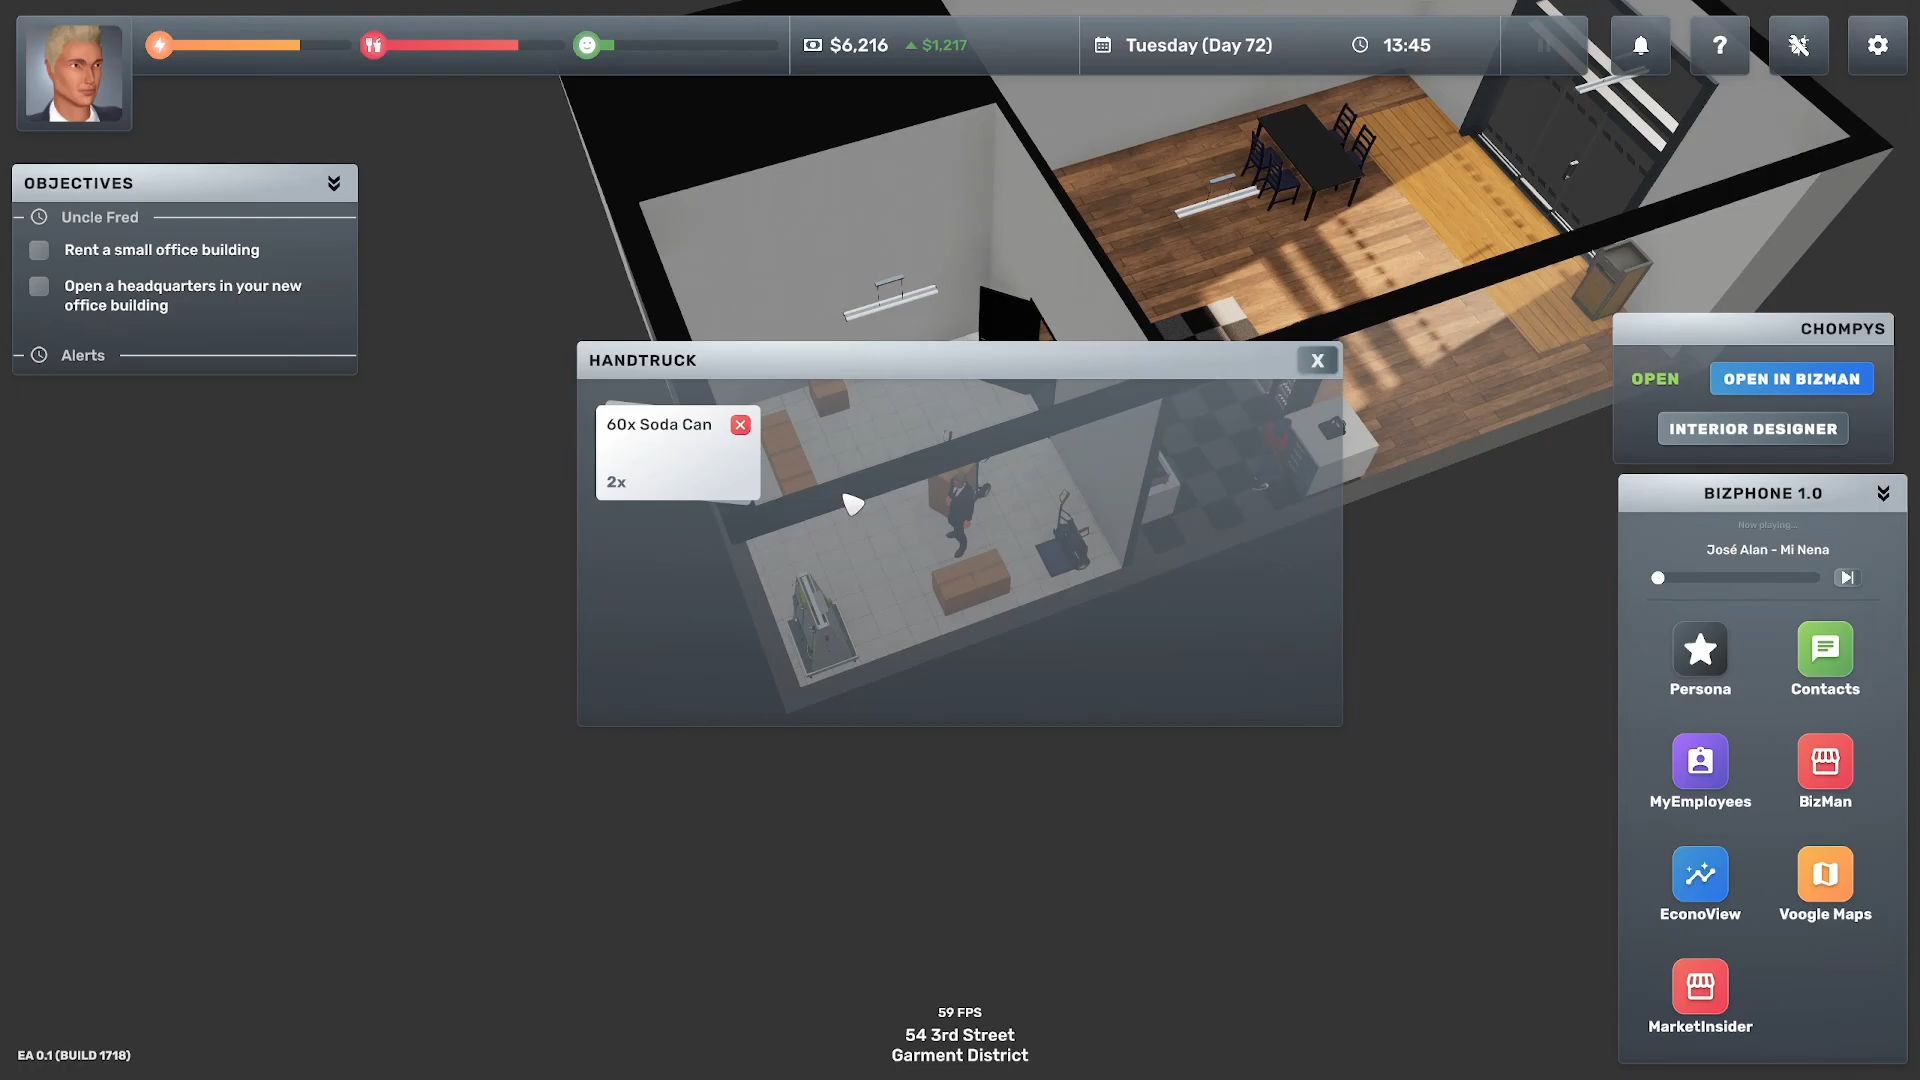 $6,216
$1,217
Tuesday (Day 72)
13:45
?
OBJECTIVES
Uncle Fred
Rent a small office building
Open a headquarters in your new
office building
Alerts
HANDTRUCK
X
60x Soda Can
2x
CHOMPYS
OPEN
OPEN IN BIZMAN
INTERIOR DESIGNER
BIZPHONE 1.0
Now playing...
José Alan - Mi Nena
Persona
Contacts
MyEmployees
BizMan
EconoView
Voogle Maps
MarketInsider
59 FPS
54 3rd Street
Garment District
EA 0.1 (BUILD 1718)